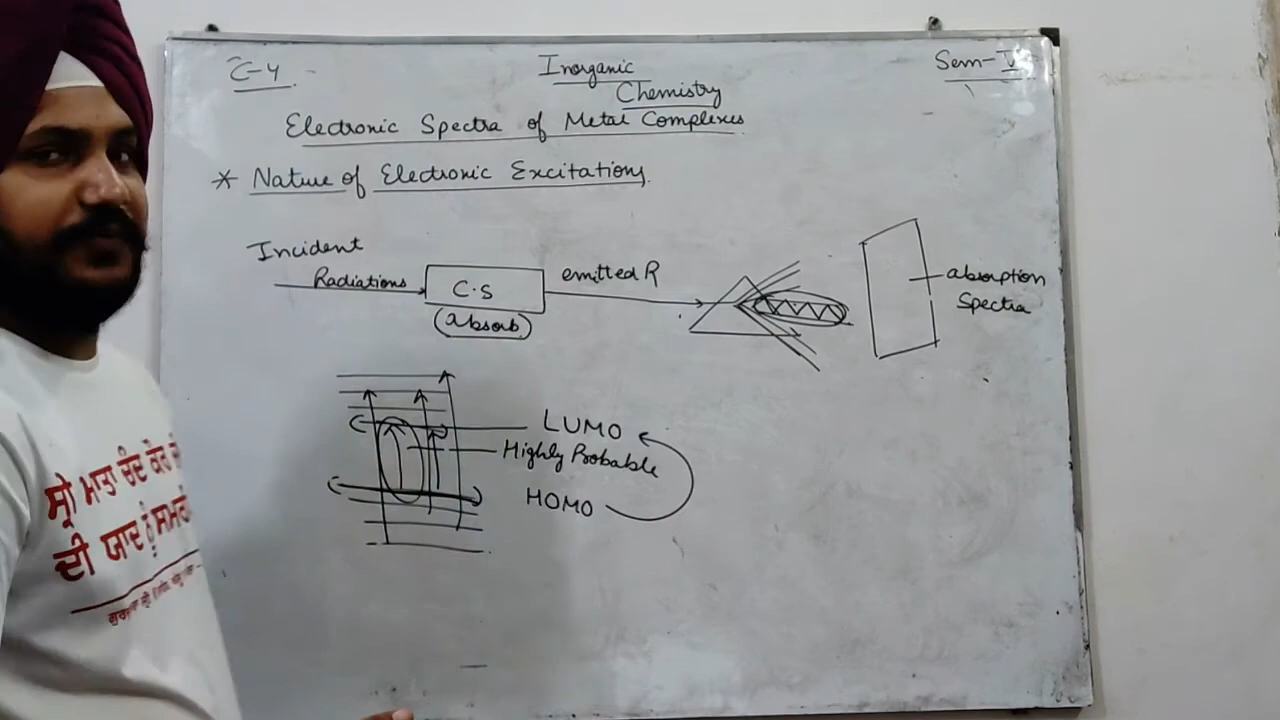 C-4
Inorganic
Chemistry
Sem-V
Electronic Spectra of Metal Complexes
* Nature of Electronic Excitations.
Incident
Radiations
C.S
(absorb)
emitted R
absorption
Spectra
LUMO
Highly Probable
HOMO
ਸ੍ਰੀ ਮਾਤਾ ਚੰਦ ਕੌਰ
ਦੀ ਯਾਦ ਨੂੰ